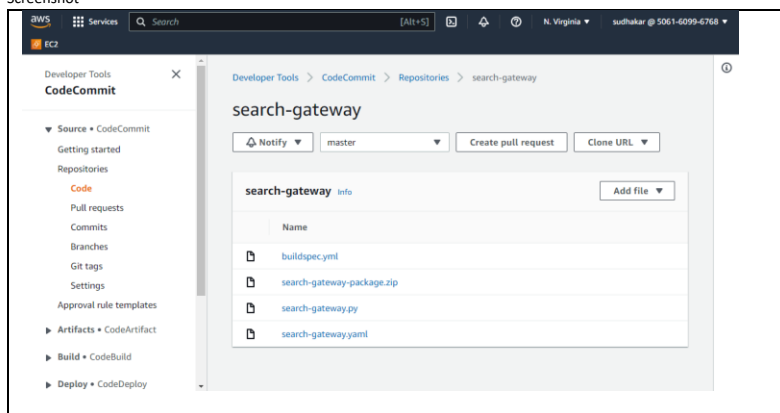 Screenshot
aws Services Search [Alt+S] N. Virginia sudhakar @ 5061-6099-6768
EC2
Developer Tools
CodeCommit
Source • CodeCommit
Getting started
Repositories
Code
Pull requests
Commits
Branches
Git tags
Settings
Approval rule templates
Artifacts • CodeArtifact
Build • CodeBuild
Deploy • CodeDeploy
Developer Tools > CodeCommit > Repositories > search-gateway
search-gateway
Notify master Create pull request Clone URL
search-gateway Info Add file
Name
buildspec.yml
search-gateway-package.zip
search-gateway.py
search-gateway.yaml